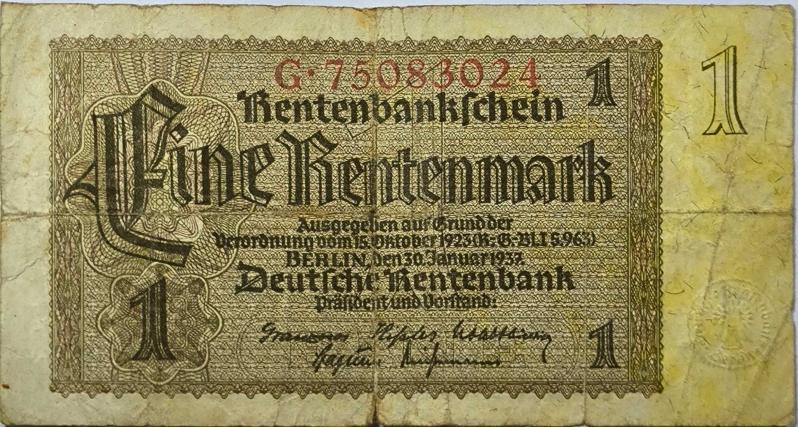 G·75083024
1
1
Rentenbankschein
Eine Rentenmark
Ausgegeben auf Grund der
Verordnung vom 15. Oktober 1923 (R.-G.-Bl. I S. 963)
BERLIN, den 30. Januar 1937.
Deutsche Rentenbank
Präsident und Vorstand:
1
1